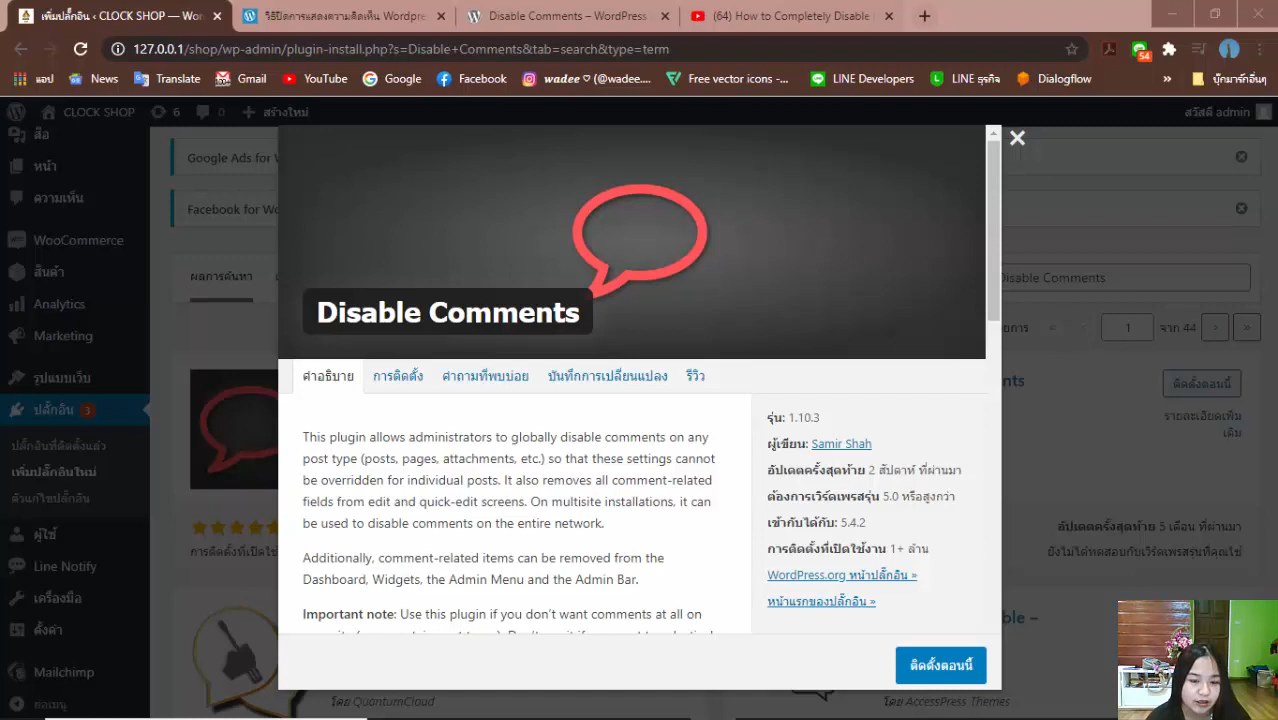 เพิ่มปลั๊กอิน ‹ CLOCK SHOP — Wor
วิธีปิดการแสดงความคิดเห็น Wordpre
Disable Comments – WordPress
(64) How to Completely Disable
127.0.0.1/shop/wp-admin/plugin-install.php?s=Disable+Comments&tab=search&type=term
54
แอป
News
Translate
Gmail
YouTube
Google
Facebook
wadee ♡ (@wadee....
Free vector icons -...
LINE Developers
LINE ธุรกิจ
Dialogflow
»
บุ๊กมาร์กอื่นๆ
CLOCK SHOP
6
0
สร้างใหม่
สวัสดี admin
สื่อ
หน้า
ความเห็น
WooCommerce
สินค้า
Analytics
Marketing
รูปแบบเว็บ
ปลั๊กอิน 3
ปลั๊กอินที่ติดตั้งแล้ว
เพิ่มปลั๊กอินใหม่
ตัวแก้ไขปลั๊กอิน
ผู้ใช้
Line Notify
เครื่องมือ
ตั้งค่า
Mailchimp
ย่อเมนู
Google Ads for W
Facebook for Wo
ผลการค้นหา
Disable Comments
« 1 จาก 44 › »
ติดตั้งตอนนี้
รายละเอียดเพิ่มเติม
การติดตั้งที่เปิดใช้
อัปเดตครั้งสุดท้าย 5 เดือน ที่ผ่านมา
ยังไม่ได้ทดสอบกับเวิร์ดเพรสรุ่นที่คุณใช้
โดย QuantumCloud
โดย AccessPress Themes
Disable Comments
คำอธิบาย
การติดตั้ง
คำถามที่พบบ่อย
บันทึกการเปลี่ยนแปลง
รีวิว
This plugin allows administrators to globally disable comments on any
post type (posts, pages, attachments, etc.) so that these settings cannot
be overridden for individual posts. It also removes all comment-related
fields from edit and quick-edit screens. On multisite installations, it can
be used to disable comments on the entire network.
Additionally, comment-related items can be removed from the
Dashboard, Widgets, the Admin Menu and the Admin Bar.
Important note: Use this plugin if you don't want comments at all on
รุ่น: 1.10.3
ผู้เขียน: Samir Shah
อัปเดตครั้งสุดท้าย 2 สัปดาห์ ที่ผ่านมา
ต้องการเวิร์ดเพรสรุ่น 5.0 หรือสูงกว่า
เข้ากับได้กับ: 5.4.2
การติดตั้งที่เปิดใช้งาน 1+ ล้าน
WordPress.org หน้าปลั๊กอิน »
หน้าแรกของปลั๊กอิน »
ติดตั้งตอนนี้